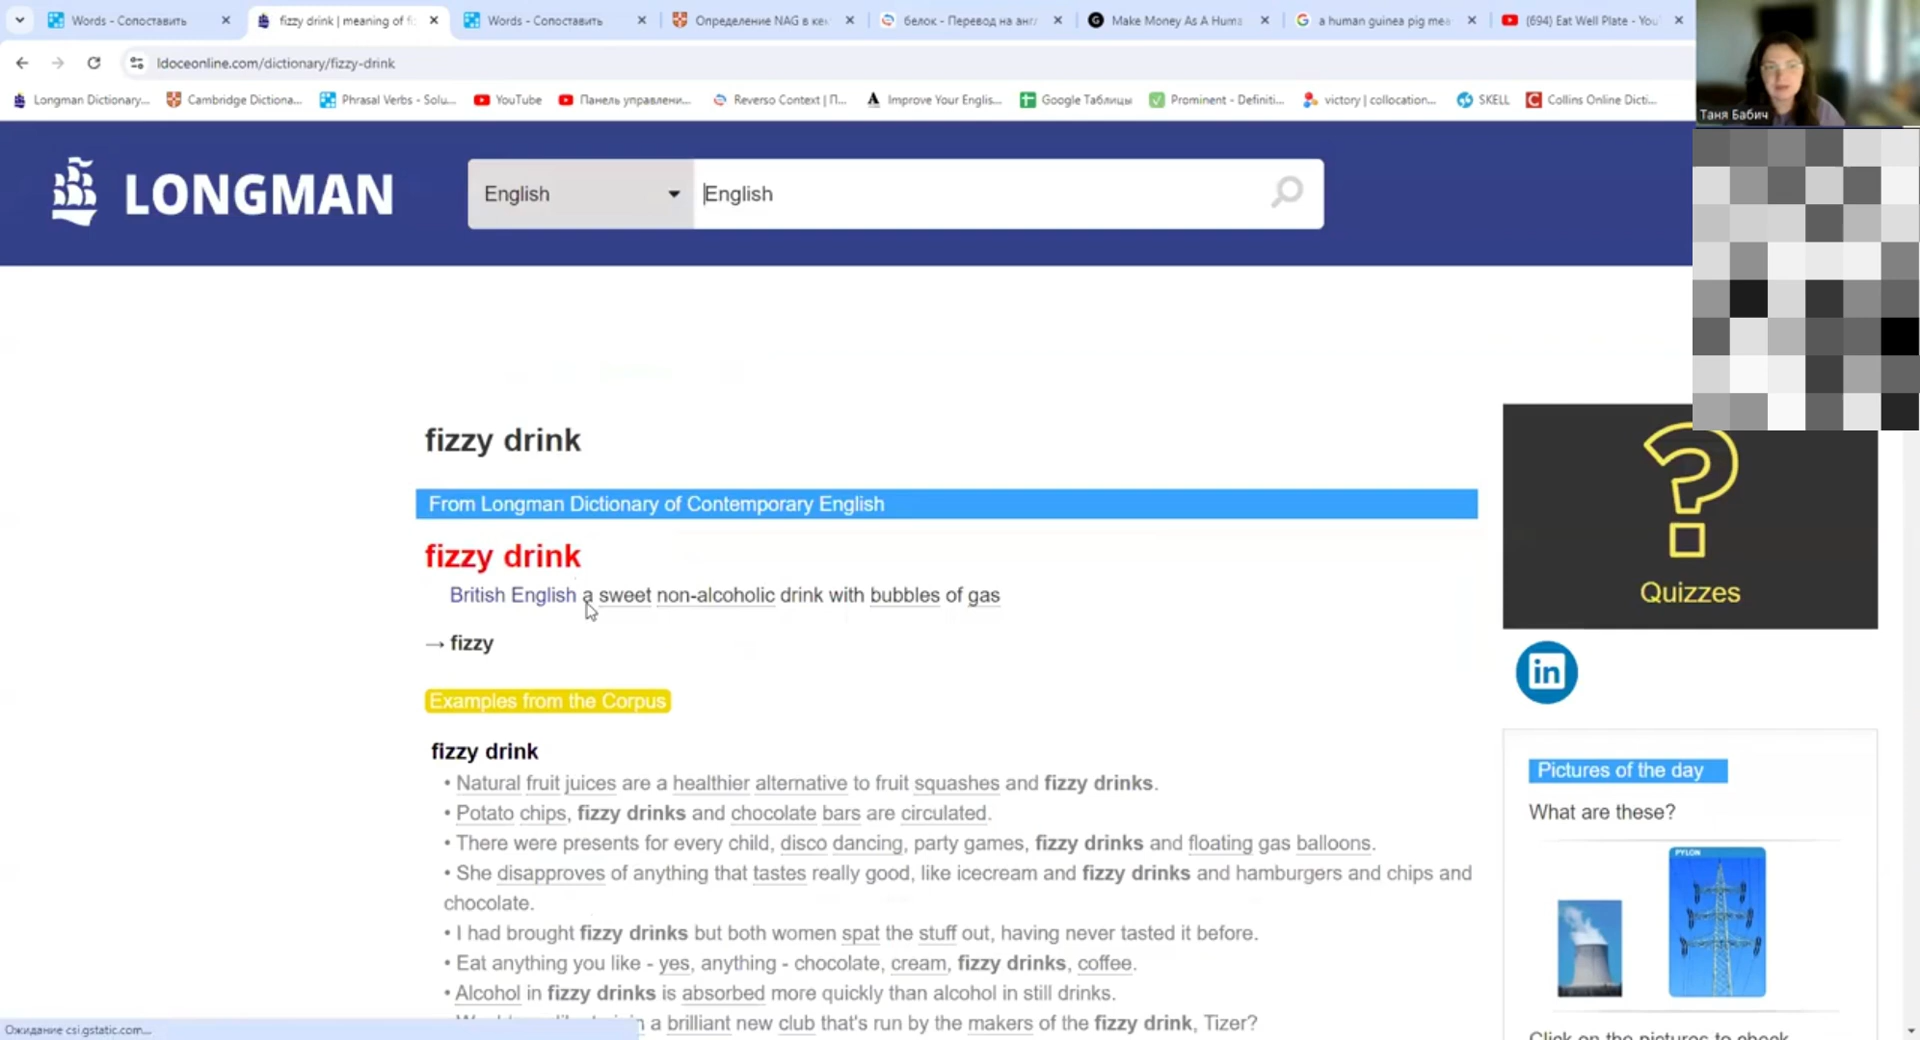 Words - Сопоставить
fizzy drink | meaning of fi
Words - Сопоставить
Определение NAG в кем
белок - Перевод на англ
Make Money As A Huma
a human guinea pig mea
(694) Eat Well Plate - You
ldoceonline.com/dictionary/fizzy-drink
Longman Dictionary...
Cambridge Dictiona...
Phrasal Verbs - Solu...
YouTube
Панель управлени...
Reverso Context | П...
Improve Your Englis...
Google Таблицы
Prominent - Definiti...
victory | collocation...
SKELL
Collins Online Dicti...
Таня Бабич
LONGMAN
English
English
fizzy drink
From Longman Dictionary of Contemporary English
fizzy drink
British English a sweet non-alcoholic drink with bubbles of gas
→ fizzy
Examples from the Corpus
fizzy drink
• Natural fruit juices are a healthier alternative to fruit squashes and fizzy drinks.
• Potato chips, fizzy drinks and chocolate bars are circulated.
• There were presents for every child, disco dancing, party games, fizzy drinks and floating gas balloons.
• She disapproves of anything that tastes really good, like icecream and fizzy drinks and hamburgers and chips and
chocolate.
• I had brought fizzy drinks but both women spat the stuff out, having never tasted it before.
• Eat anything you like - yes, anything - chocolate, cream, fizzy drinks, coffee.
• Alcohol in fizzy drinks is absorbed more quickly than alcohol in still drinks.
a brilliant new club that's run by the makers of the fizzy drink, Tizer?
Quizzes
in
Pictures of the day
What are these?
PYLON
Click on the pictures to check
Ожидание csi.gstatic.com...